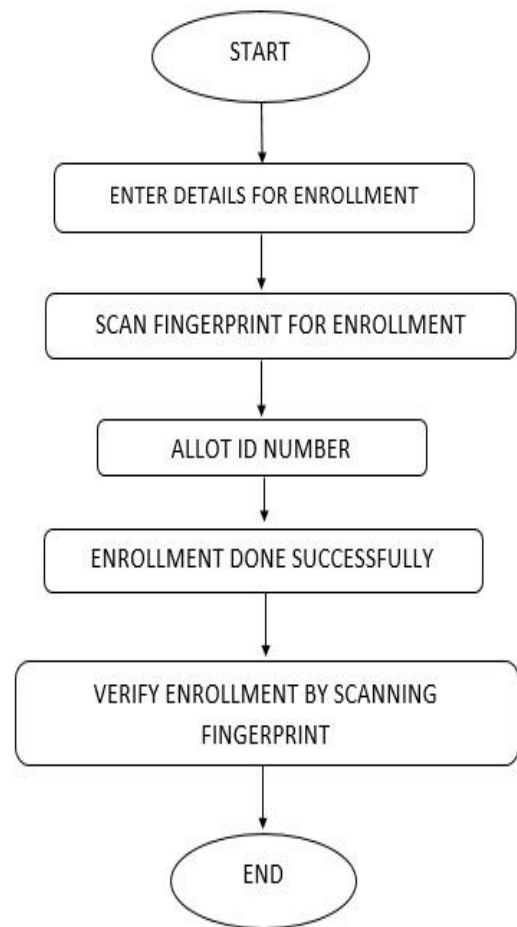 START
ENTER DETAILS FOR ENROLLMENT
SCAN FINGERPRINT FOR ENROLLMENT
ALLOT ID NUMBER
ENROLLMENT DONE SUCCESSFULLY
VERIFY ENROLLMENT BY SCANNING
FINGERPRINT
END